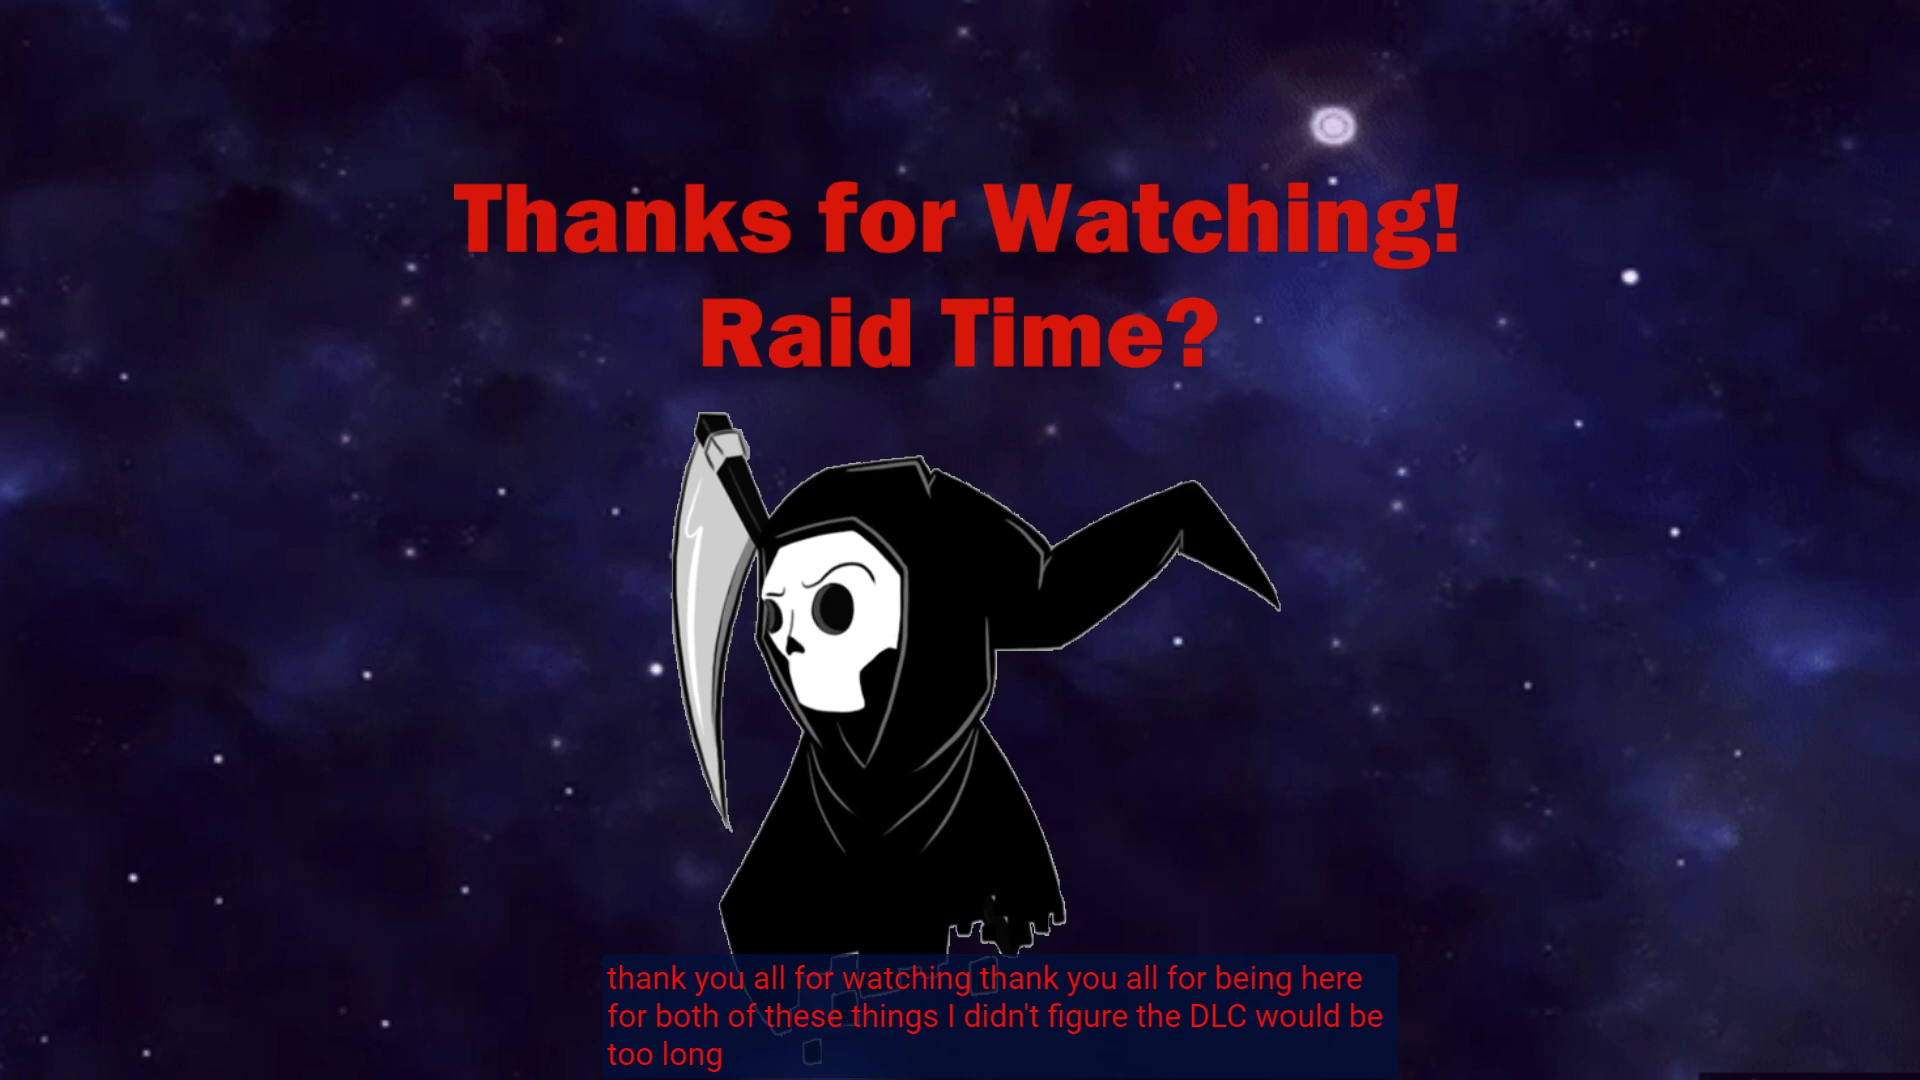 Thanks for Watching!
Raid Time?
thank you all for watching thank you all for being here
for both of these things I didn't figure the DLC would be
too long